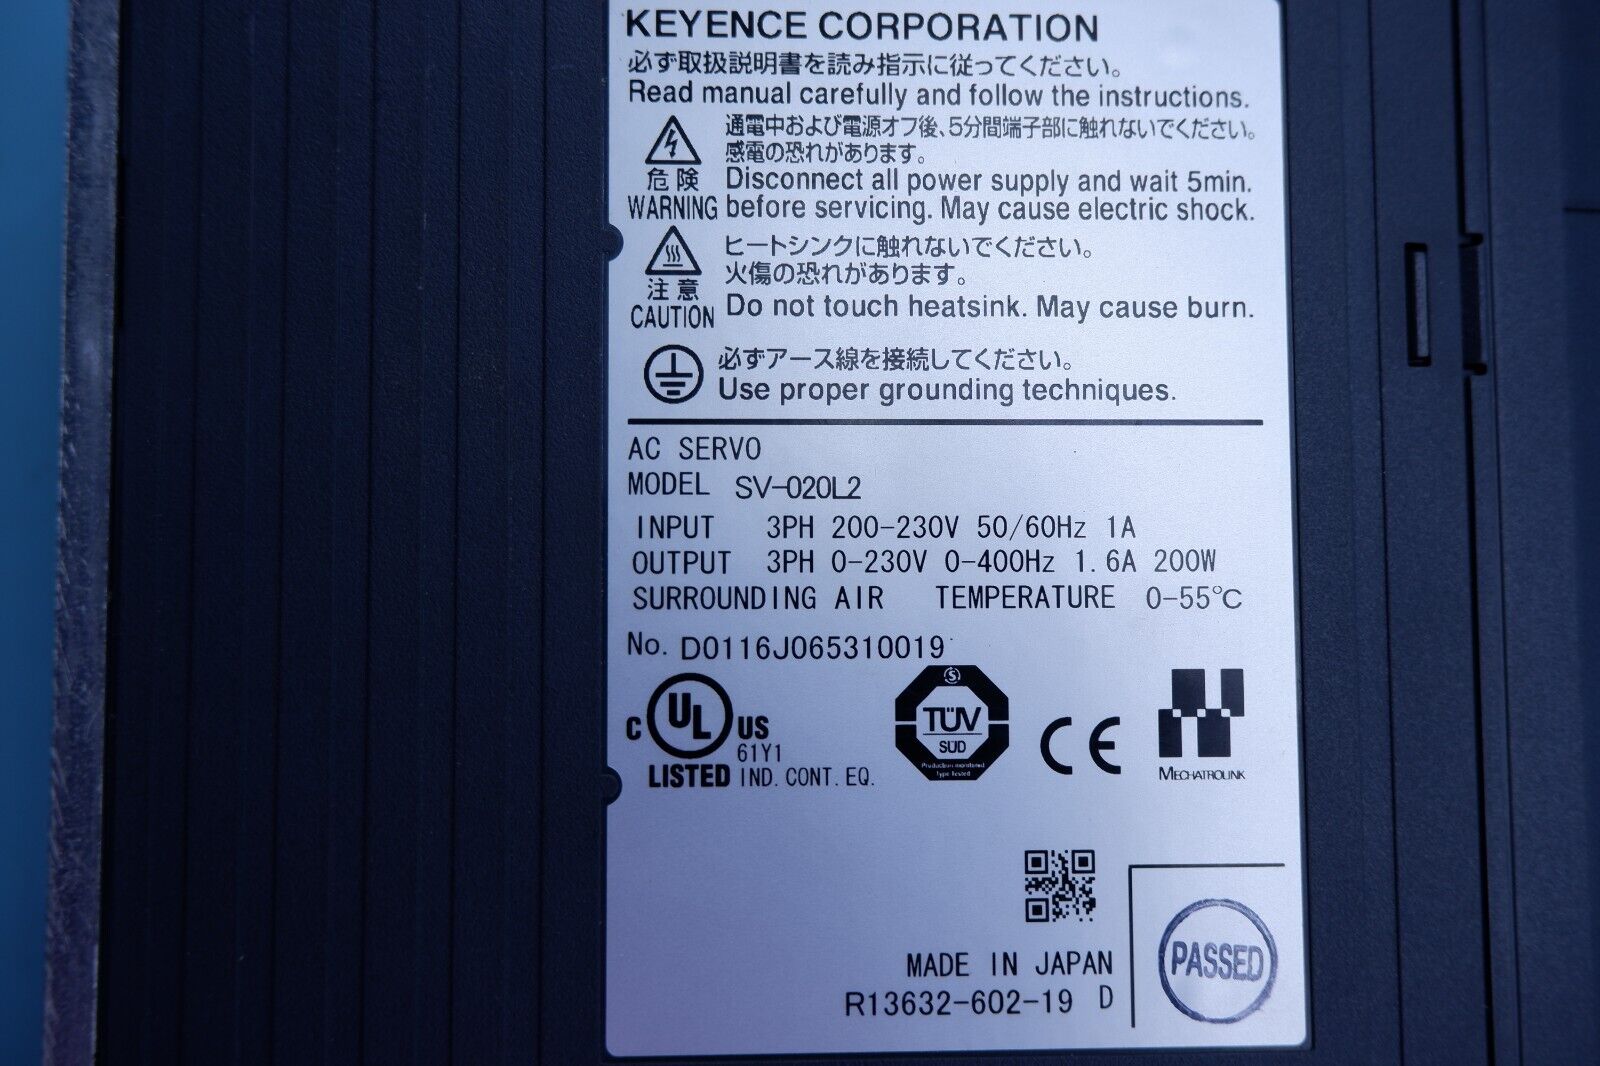 KEYENCE CORPORATION
必ず取扱説明書を読み指示に従ってください。
Read manual carefully and follow the instructions.
通電中および電源オフ後、5分間端子部に触れないでください。
感電の恐れがあります。
危険 Disconnect all power supply and wait 5min.
WARNING before servicing. May cause electric shock.
ヒートシンクに触れないでください。
火傷の恐れがあります。
注意
CAUTION Do not touch heatsink. May cause burn.
必ずアース線を接続してください。
Use proper grounding techniques.
AC SERVO
MODEL SV-020L2
INPUT 3PH 200-230V 50/60Hz 1A
OUTPUT 3PH 0-230V 0-400Hz 1.6A 200W
SURROUNDING AIR TEMPERATURE 0-55℃
No. D0116J065310019
C UL US
61Y1
LISTED IND. CONT. EQ.
S
TÜV
SÜD
Production monitored
Type tested
CE
MECHATROLINK
MADE IN JAPAN
R13632-602-19 D
PASSED